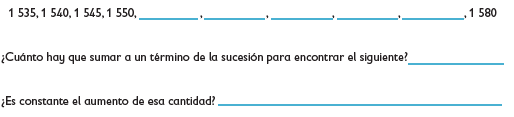 1 535, 1 540, 1 545, 1 550, ________, ________, ________, ________, ________, 1 580
¿Cuánto hay que sumar a un término de la sucesión para encontrar el siguiente? ________
¿Es constante el aumento de esa cantidad? ________